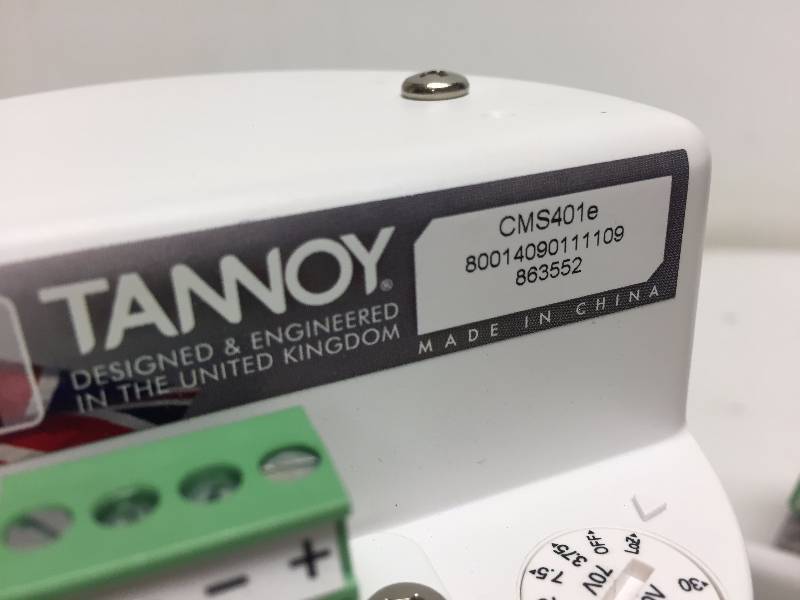 TANNOY®
DESIGNED & ENGINEERED
IN THE UNITED KINGDOM
CMS401e
80014090111109
863552
MADE IN CHINA
- +
7.5
3.75
OFF
LOZ
70V
30